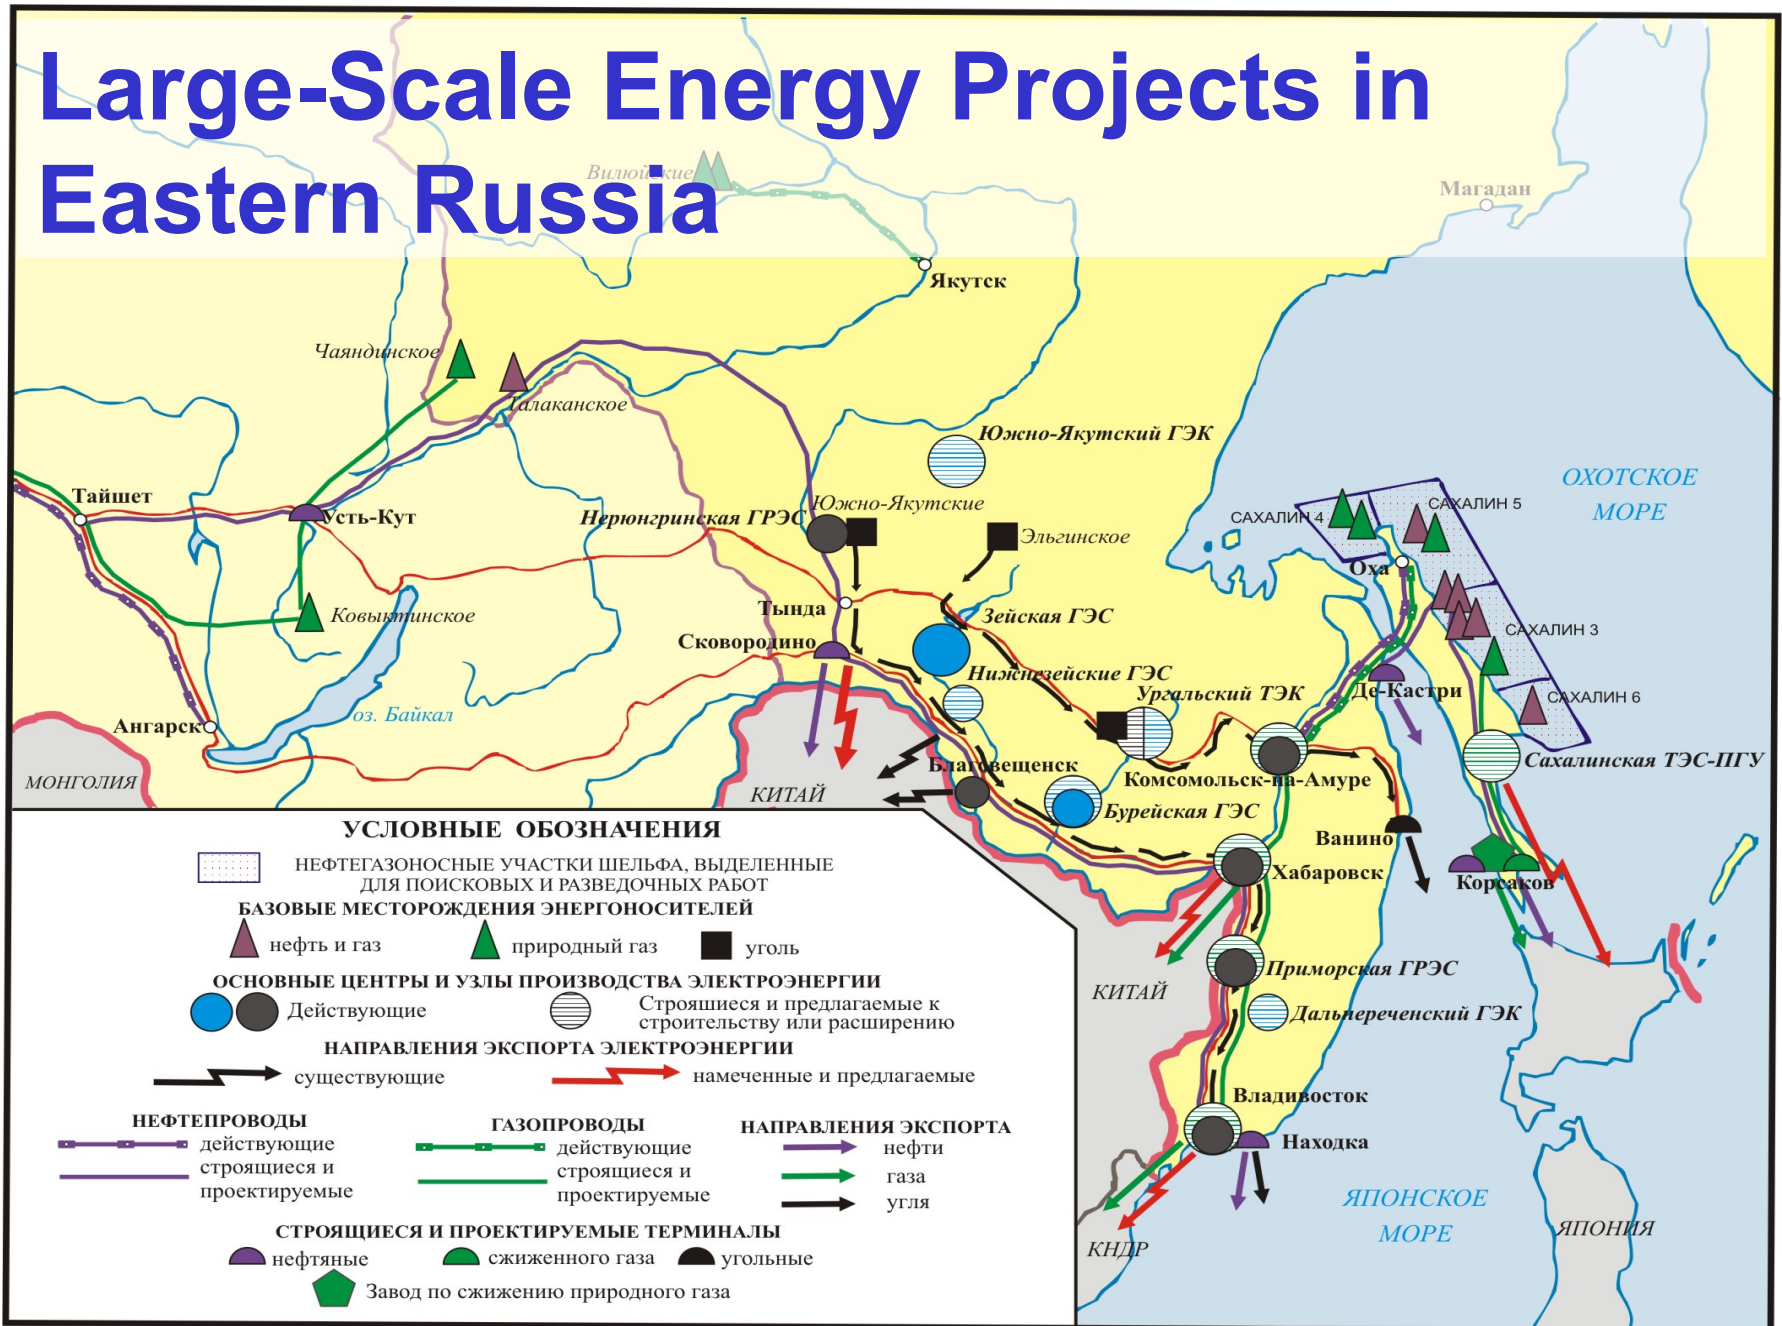 Large-Scale Energy Projects in
Eastern Russia
Вилюйские
Магадан
Якутск
Чаяндинское
Талаканское
Южно-Якутский ГЭК
ОХОТСКОЕ
МОРЕ
Тайшет
Усть-Кут
Нерюнгринская ГРЭС
Южно-Якутские
Эльгинское
САХАЛИН 4
САХАЛИН 5
Оха
Ковыктинское
Тында
Зейская ГЭС
САХАЛИН 3
Сковородино
Нижнезейские ГЭС
Ургальский ТЭК
Де-Кастри
САХАЛИН 6
оз. Байкал
Ангарск
Благовещенск
Комсомольск-на-Амуре
Сахалинская ТЭС-ПГУ
МОНГОЛИЯ
КИТАЙ
Бурейская ГЭС
Ванино
Хабаровск
Корсаков
КИТАЙ
Приморская ГРЭС
Дальнереченский ГЭК
Владивосток
Находка
ЯПОНСКОЕ
МОРЕ
ЯПОНИЯ
КНДР
УСЛОВНЫЕ ОБОЗНАЧЕНИЯ
НЕФТЕГАЗОНОСНЫЕ УЧАСТКИ ШЕЛЬФА, ВЫДЕЛЕННЫЕ
ДЛЯ ПОИСКОВЫХ И РАЗВЕДОЧНЫХ РАБОТ
БАЗОВЫЕ МЕСТОРОЖДЕНИЯ ЭНЕРГОНОСИТЕЛЕЙ
нефть и газ
природный газ
уголь
ОСНОВНЫЕ ЦЕНТРЫ И УЗЛЫ ПРОИЗВОДСТВА ЭЛЕКТРОЭНЕРГИИ
Действующие
Строящиеся и предлагаемые к
строительству или расширению
НАПРАВЛЕНИЯ ЭКСПОРТА ЭЛЕКТРОЭНЕРГИИ
существующие
намеченные и предлагаемые
НЕФТЕПРОВОДЫ
действующие
строящиеся и
проектируемые
ГАЗОПРОВОДЫ
действующие
строящиеся и
проектируемые
НАПРАВЛЕНИЯ ЭКСПОРТА
нефти
газа
угля
СТРОЯЩИЕСЯ И ПРОЕКТИРУЕМЫЕ ТЕРМИНАЛЫ
нефтяные
сжиженного газа
угольные
Завод по сжижению природного газа